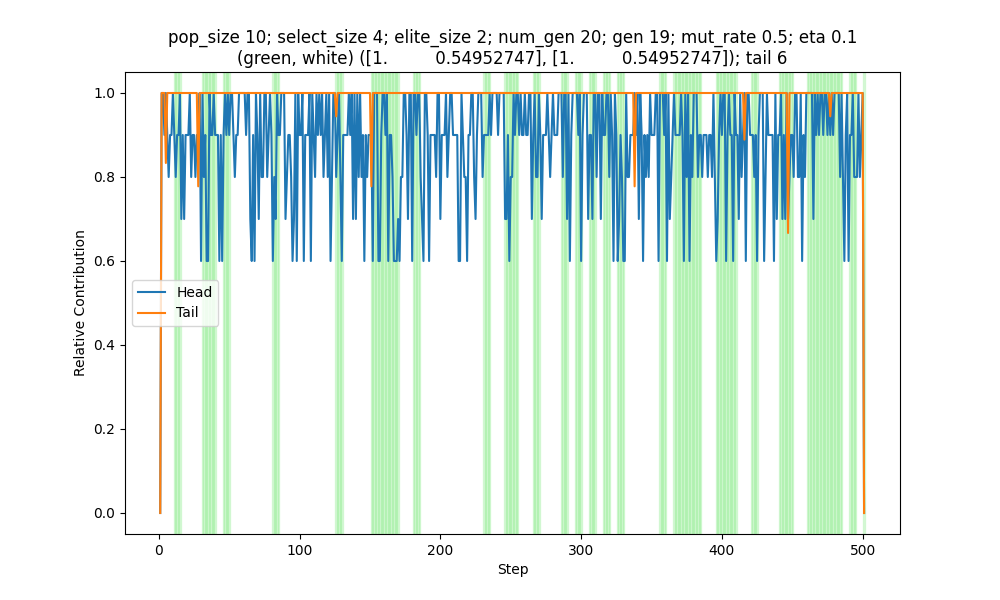 pop_size 10; select_size 4; elite_size 2; num_gen 20; gen 19; mut_rate 0.5; eta 0.1
(green, white) ([1.          0.54952747], [1.          0.54952747]); tail 6
1.0
0.8
0.6
0.4
0.2
0.0
Relative Contribution
Head
Tail
0 100 200 300 400 500
Step